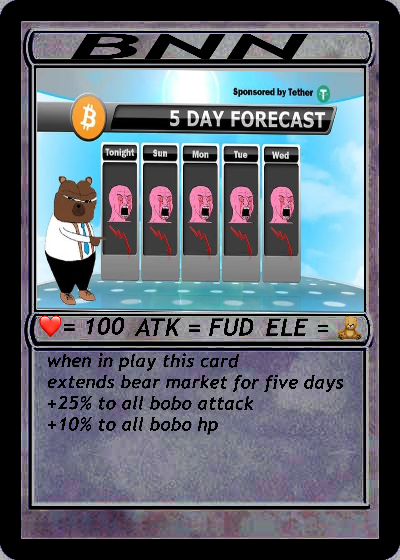 BNN
Sponsored by Tether
5 DAY FORECAST
Tonight Sun Mon Tue Wed
❤️= 100 ATK = FUD ELE = 🧸
when in play this card
extends bear market for five days
+25% to all bobo attack
+10% to all bobo hp